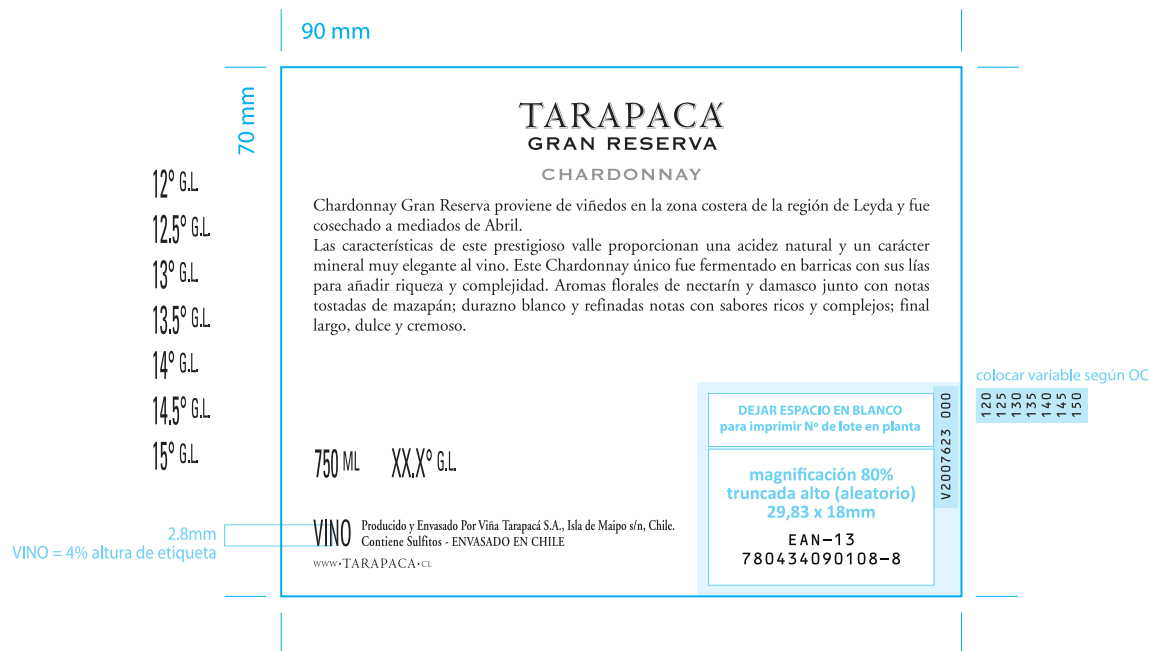 90 mm
70 mm
TARAPACÁ
GRAN RESERVA
CHARDONNAY
Chardonnay Gran Reserva proviene de viñedos en la zona costera de la región de Leyda y fue
cosechado a mediados de Abril.
Las características de este prestigioso valle proporcionan una acidez natural y un carácter
mineral muy elegante al vino. Este Chardonnay único fue fermentado en barricas con sus lías
para añadir riqueza y complejidad. Aromas florales de nectarín y damasco junto con notas
tostadas de mazapán; durazno blanco y refinadas notas con sabores ricos y complejos; final
largo, dulce y cremoso.
12° G.L.
12.5° G.L.
13° G.L.
13.5° G.L.
14° G.L.
14.5° G.L.
15° G.L.
750 ML XX.X° G.L.
VINO
Producido y Envasado Por Viña Tarapacá S.A., Isla de Maipo s/n, Chile.
Contiene Sulfitos - ENVASADO EN CHILE
WWW·TARAPACA·CL
2.8mm
VINO = 4% altura de etiqueta
DEJAR ESPACIO EN BLANCO
para imprimir Nº de lote en planta
magnificación 80%
truncada alto (aleatorio)
29,83 x 18mm
EAN-13
780434090108-8
V2007623 000
colocar variable según OC
120
125
130
135
140
145
150